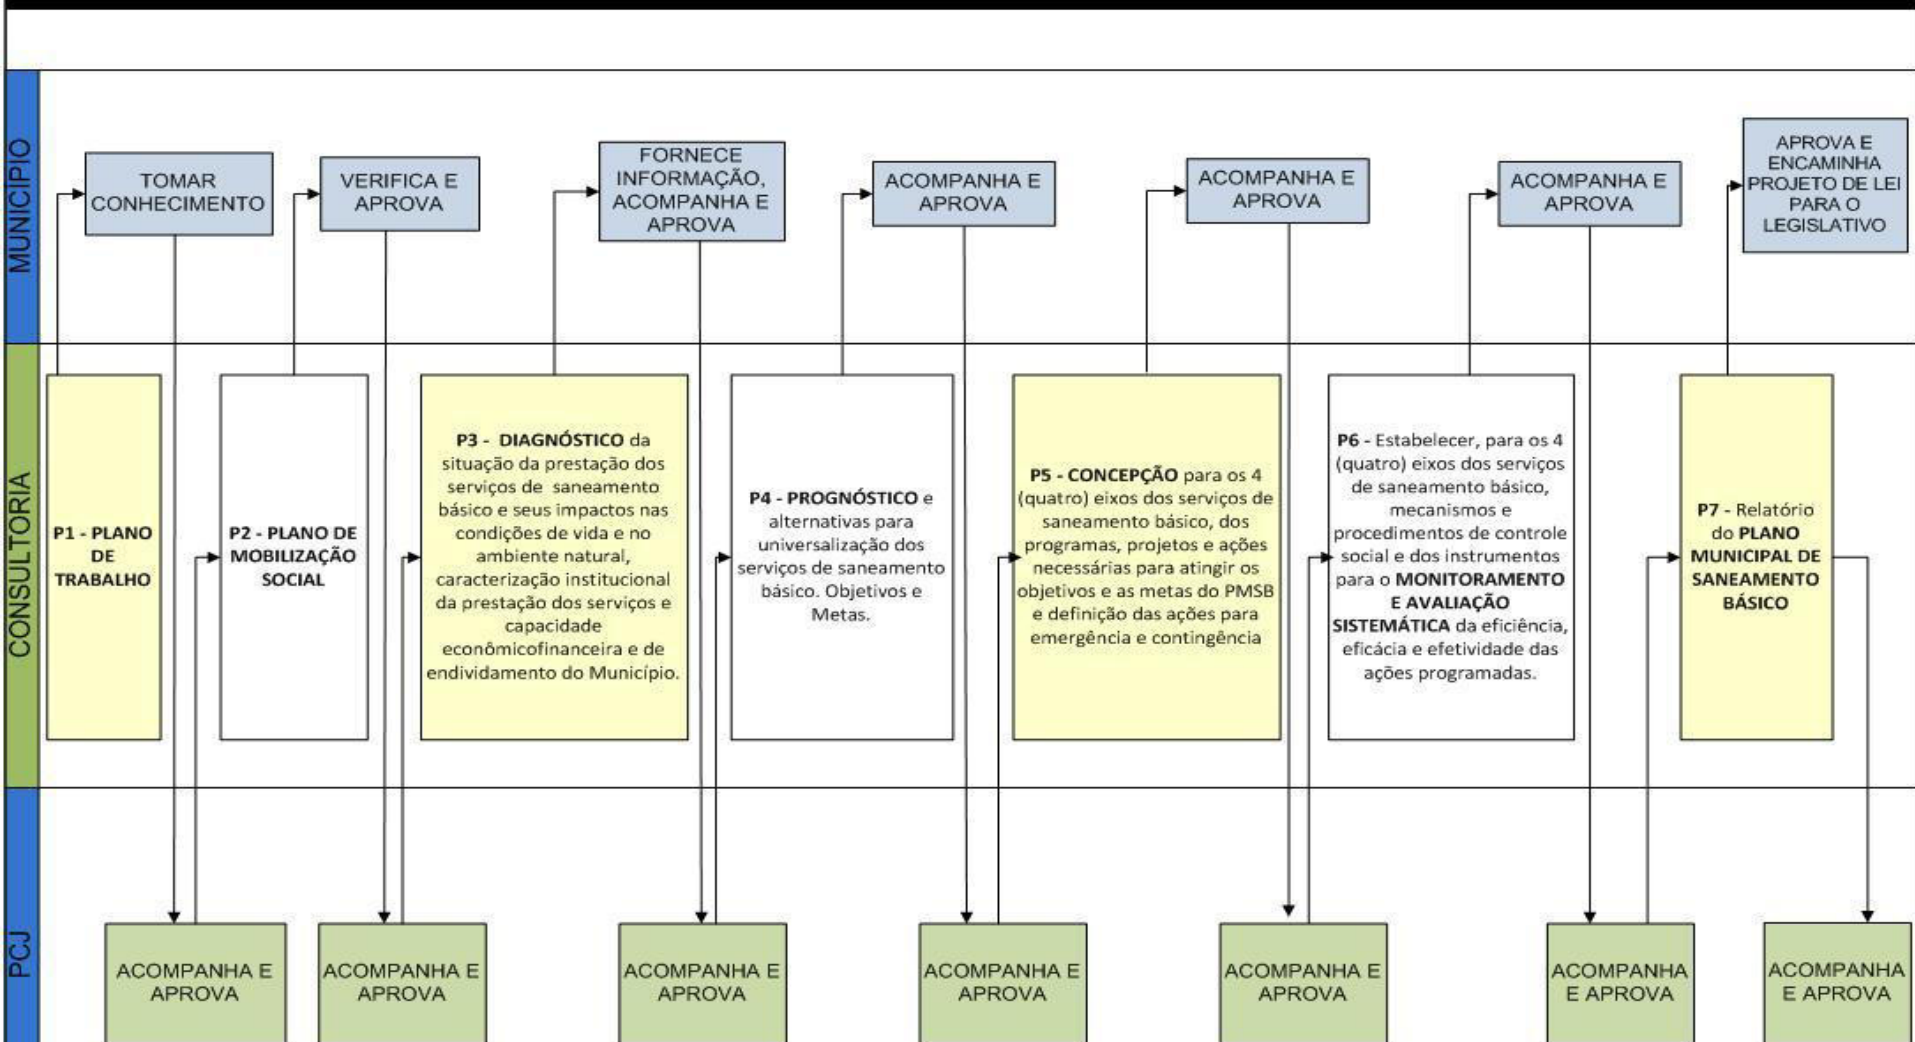 MUNICÍPIO
TOMAR
CONHECIMENTO
VERIFICA E
APROVA
FORNECE
INFORMAÇÃO,
ACOMPANHA E
APROVA
ACOMPANHA E
APROVA
ACOMPANHA E
APROVA
ACOMPANHA E
APROVA
APROVA E
ENCAMINHA
PROJETO DE LEI
PARA O
LEGISLATIVO
CONSULTORIA
P1 - PLANO
DE
TRABALHO
P2 - PLANO DE
MOBILIZAÇÃO
SOCIAL
P3 - DIAGNÓSTICO da
situação da prestação dos
serviços de saneamento
básico e seus impactos nas
condições de vida e no
ambiente natural,
caracterização institucional
da prestação dos serviços e
capacidade
econômicofinanceira e de
endividamento do Município.
P4 - PROGNÓSTICO e
alternativas para
universalização dos
serviços de saneamento
básico. Objetivos e
Metas.
P5 - CONCEPÇÃO para os 4
(quatro) eixos dos serviços de
saneamento básico, dos
programas, projetos e ações
necessárias para atingir os
objetivos e as metas do PMSB
e definição das ações para
emergência e contingência
P6 - Estabelecer, para os 4
(quatro) eixos dos serviços
de saneamento básico,
mecanismos e
procedimentos de controle
social e dos instrumentos
para o MONITORAMENTO
E AVALIAÇÃO
SISTEMÁTICA da eficiência,
eficácia e efetividade das
ações programadas.
P7 - Relatório
do PLANO
MUNICIPAL DE
SANEAMENTO
BÁSICO
PCJ
ACOMPANHA E
APROVA
ACOMPANHA E
APROVA
ACOMPANHA E
APROVA
ACOMPANHA E
APROVA
ACOMPANHA E
APROVA
ACOMPANHA
E APROVA
ACOMPANHA
E APROVA